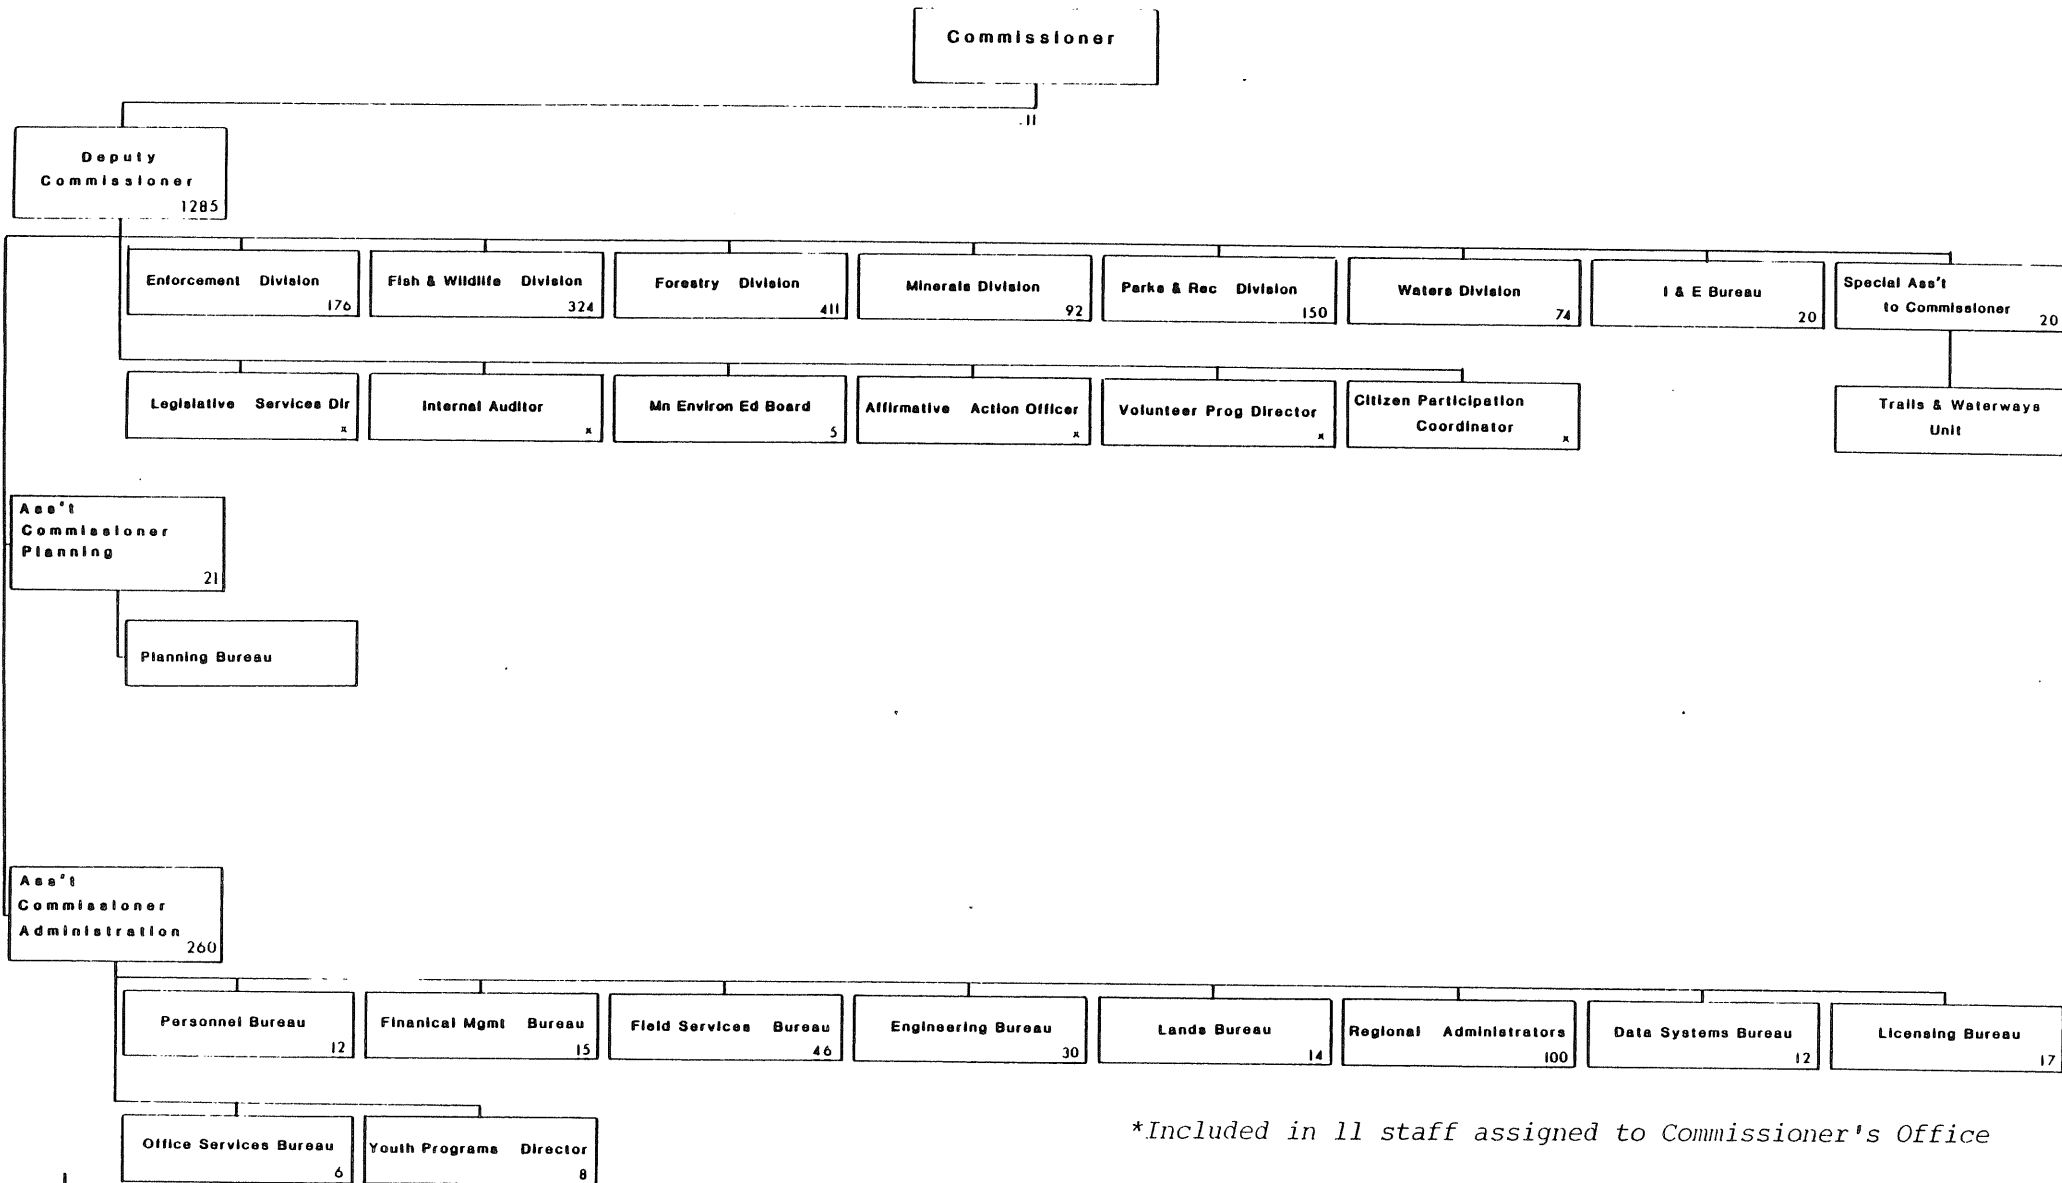 Commissioner
11
Deputy
Commissioner
1285
Enforcement Division
176
Fish & Wildlife Division
324
Forestry Division
411
Minerals Division
92
Parks & Rec Division
150
Waters Division
74
I & E Bureau
20
Special Ass't
to Commissioner
20
Legislative Services Dir
*
Internal Auditor
*
Mn Environ Ed Board
5
Affirmative Action Officer
*
Volunteer Prog Director
*
Citizen Participation
Coordinator
*
Trails & Waterways
Unit
Ass't
Commissioner
Planning
21
Planning Bureau
Ass't
Commissioner
Administration
260
Personnel Bureau
12
Finanical Mgmt Bureau
15
Field Services Bureau
46
Engineering Bureau
30
Lands Bureau
14
Regional Administrators
100
Data Systems Bureau
12
Licensing Bureau
17
Office Services Bureau
6
Youth Programs Director
8
*Included in 11 staff assigned to Commissioner's Office